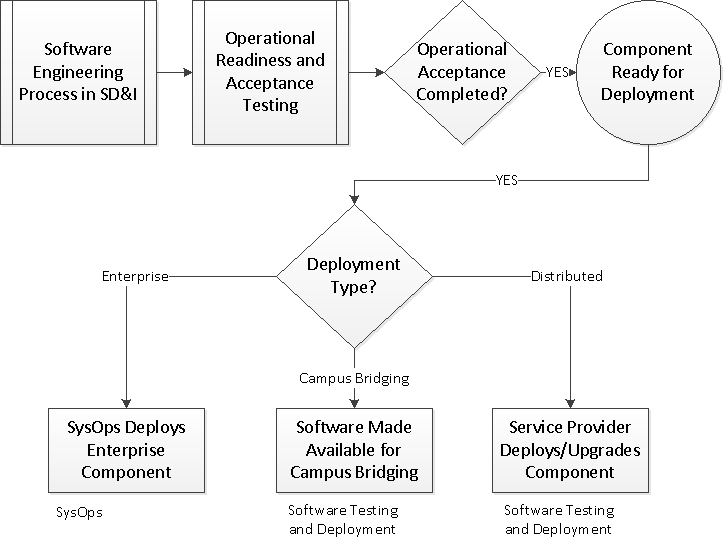 Software
Engineering
Process in SD&I
Operational
Readiness and
Acceptance
Testing
Operational
Acceptance
Completed?
YES
Component
Ready for
Deployment
YES
Deployment
Type?
Enterprise
Distributed
Campus Bridging
SysOps Deploys
Enterprise
Component
Software Made
Available for
Campus Bridging
Service Provider
Deploys/Upgrades
Component
SysOps
Software Testing
and Deployment
Software Testing
and Deployment